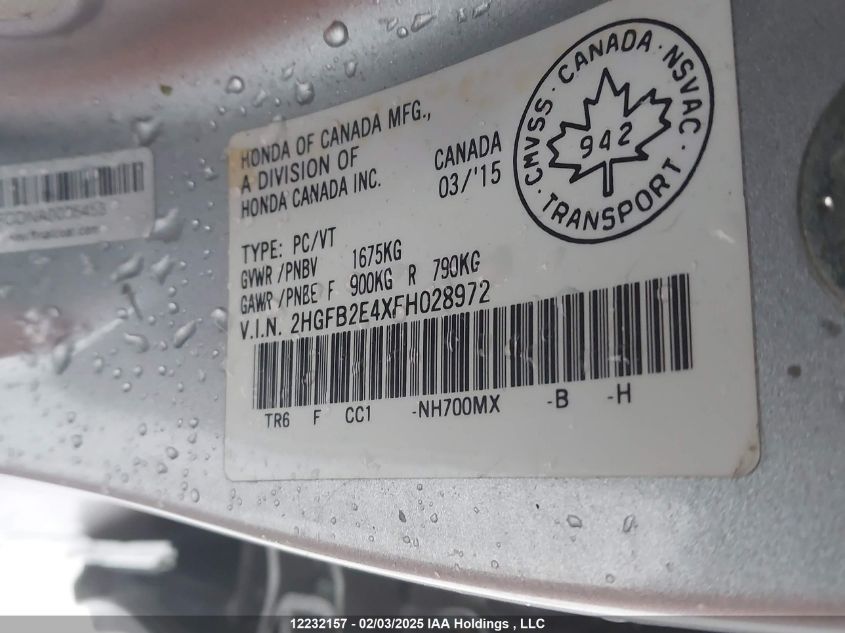 HONDA OF CANADA MFG.,
A DIVISION OF
HONDA CANADA INC.
CANADA
03/'15
CMVSS · CANADA · NSVAC
942
· TRANSPORT ·
TYPE: PC/VT
GVWR /PNBV 1675KG
GAWR /PNBE F 900KG R 790KG
V.I.N. 2HGFB2E4XFH028972
TR6 F CC1 -NH700MX -B -H
12232157 - 02/03/2025 IAA Holdings , LLC